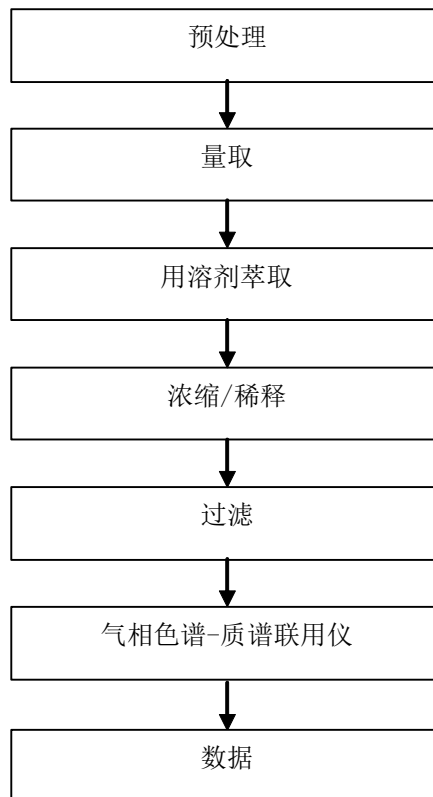 预处理
量取
用溶剂萃取
浓缩/稀释
过滤
气相色谱-质谱联用仪
数据